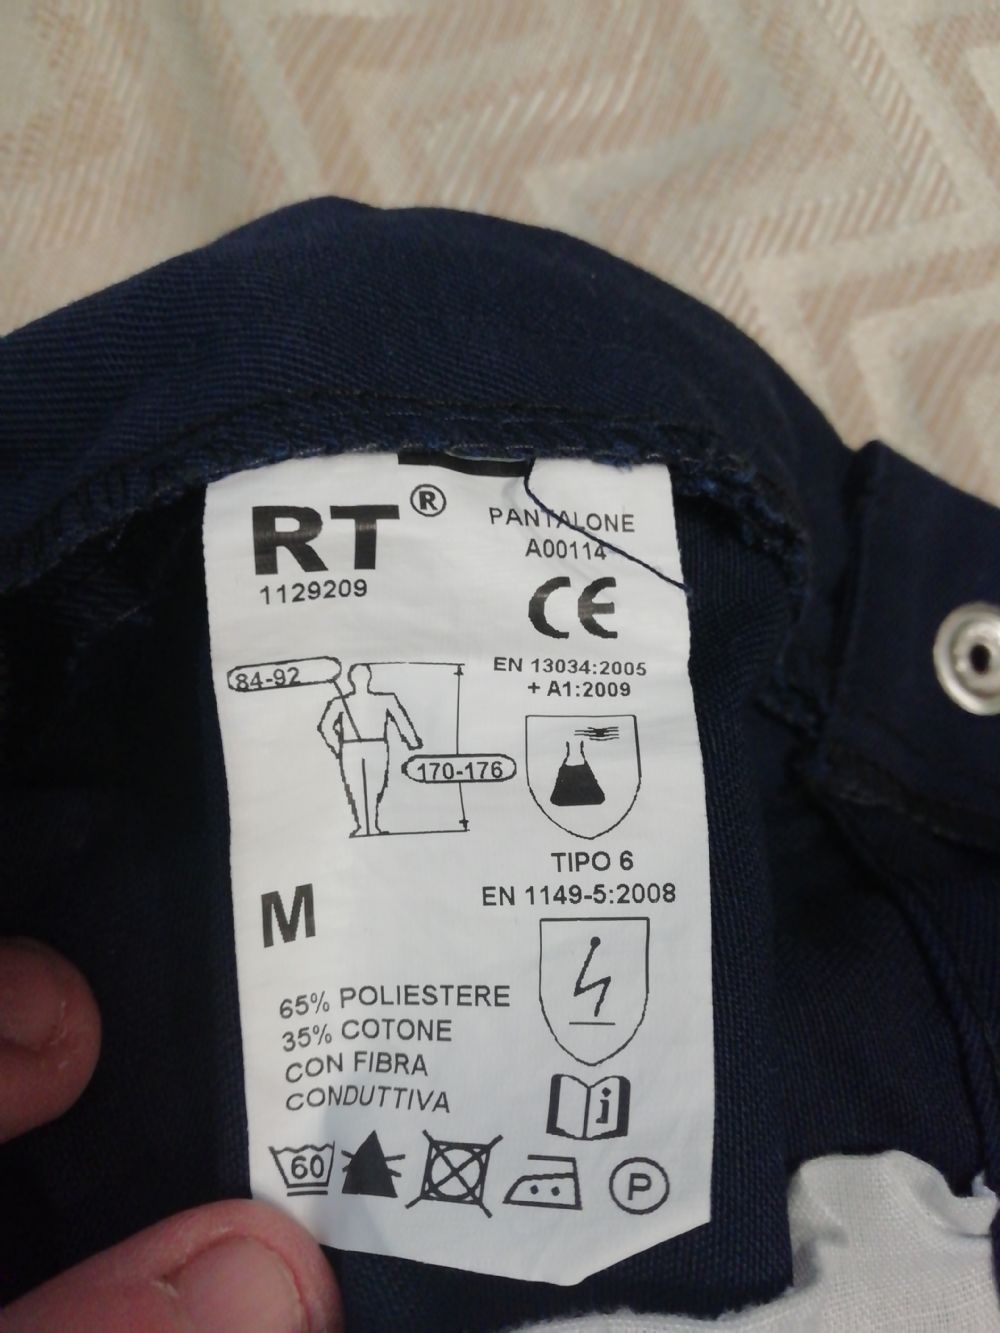 RT®
1129209
PANTALONE
A00114
CE
EN 13034:2005
+ A1:2009
84-92
170-176
TIPO 6
EN 1149-5:2008
M
65% POLIESTERE
35% COTONE
CON FIBRA
CONDUTTIVA
i
60
P